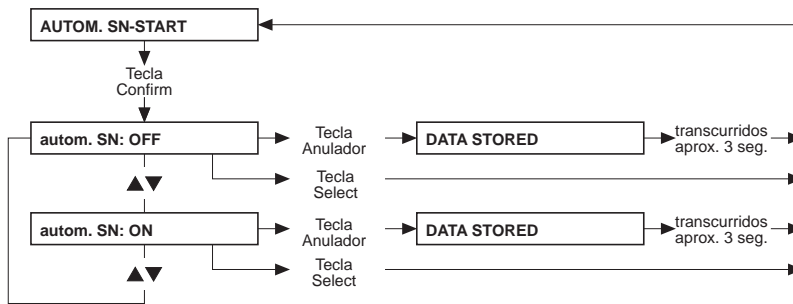 AUTOM. SN-START
Tecla
Confirm
autom. SN: OFF
Tecla
Anulador
DATA STORED
transcurridos
aprox. 3 seg.
Tecla
Select
autom. SN: ON
Tecla
Anulador
DATA STORED
transcurridos
aprox. 3 seg.
Tecla
Select